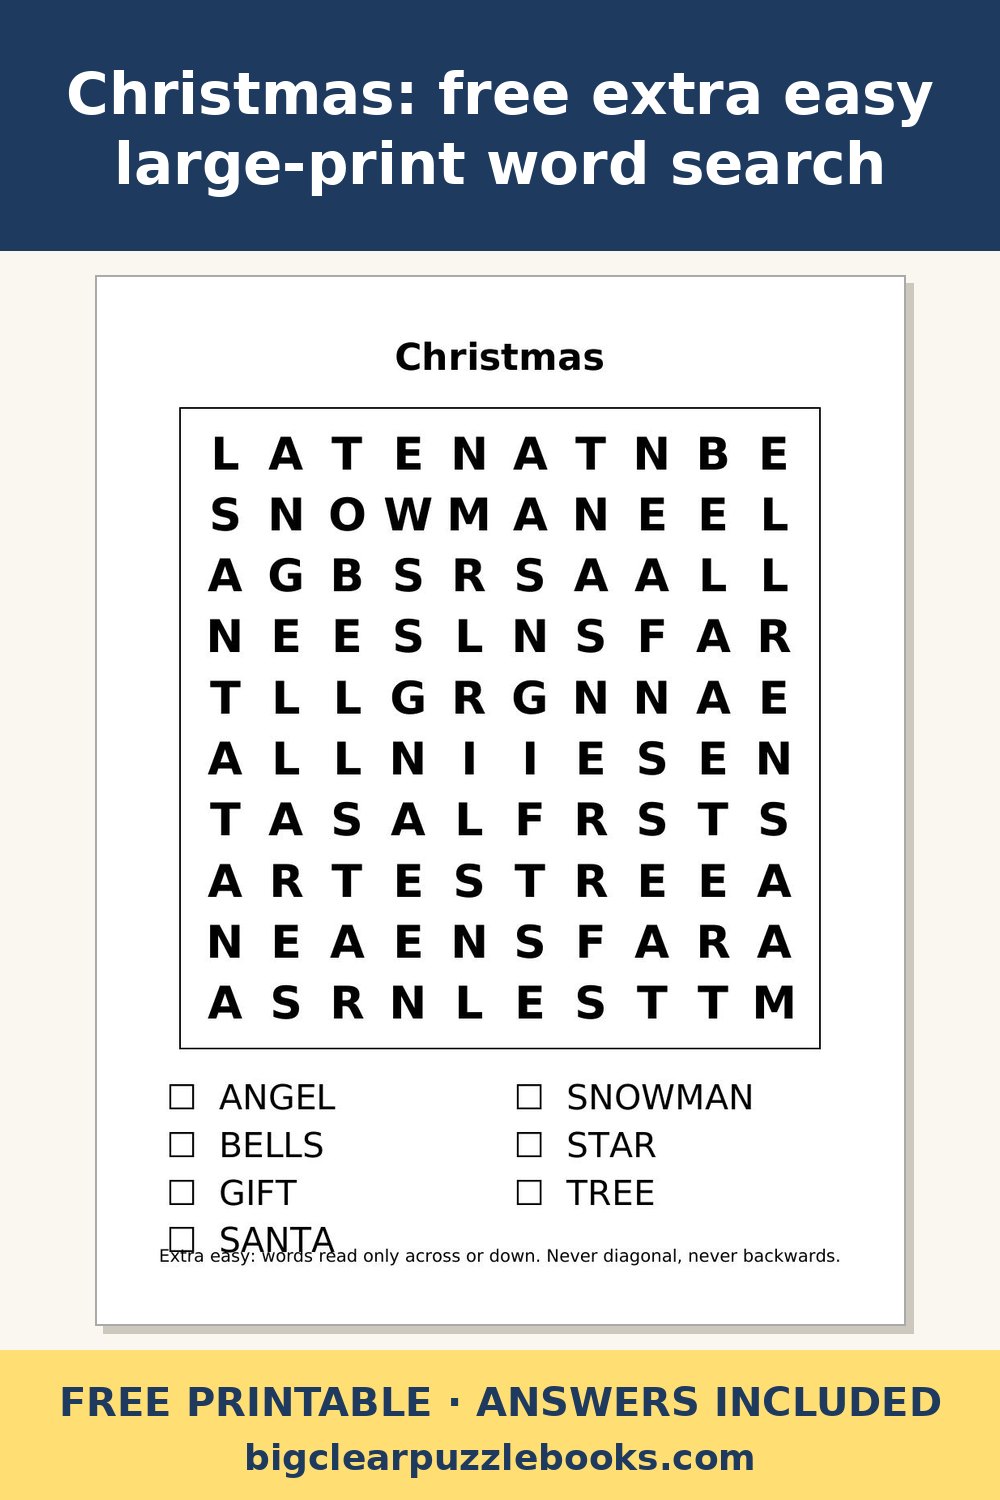 Christmas: free extra easy
large-print word search
Christmas
L A T E N A T N B E
S N O W M A N E E L
A G B S R S A A L L
N E E S L N S F A R
T L L G R G N N A E
A L L N I I E S E N
T A S A L F R S T S
A R T E S T R E E A
N E A E N S F A R A
A S R N L E S T T M
☐ ANGEL ☐ SNOWMAN
☐ BELLS ☐ STAR
☐ GIFT ☐ TREE
☐ SANTA
Extra easy: words read only across or down. Never diagonal, never backwards.
FREE PRINTABLE · ANSWERS INCLUDED
bigclearpuzzlebooks.com